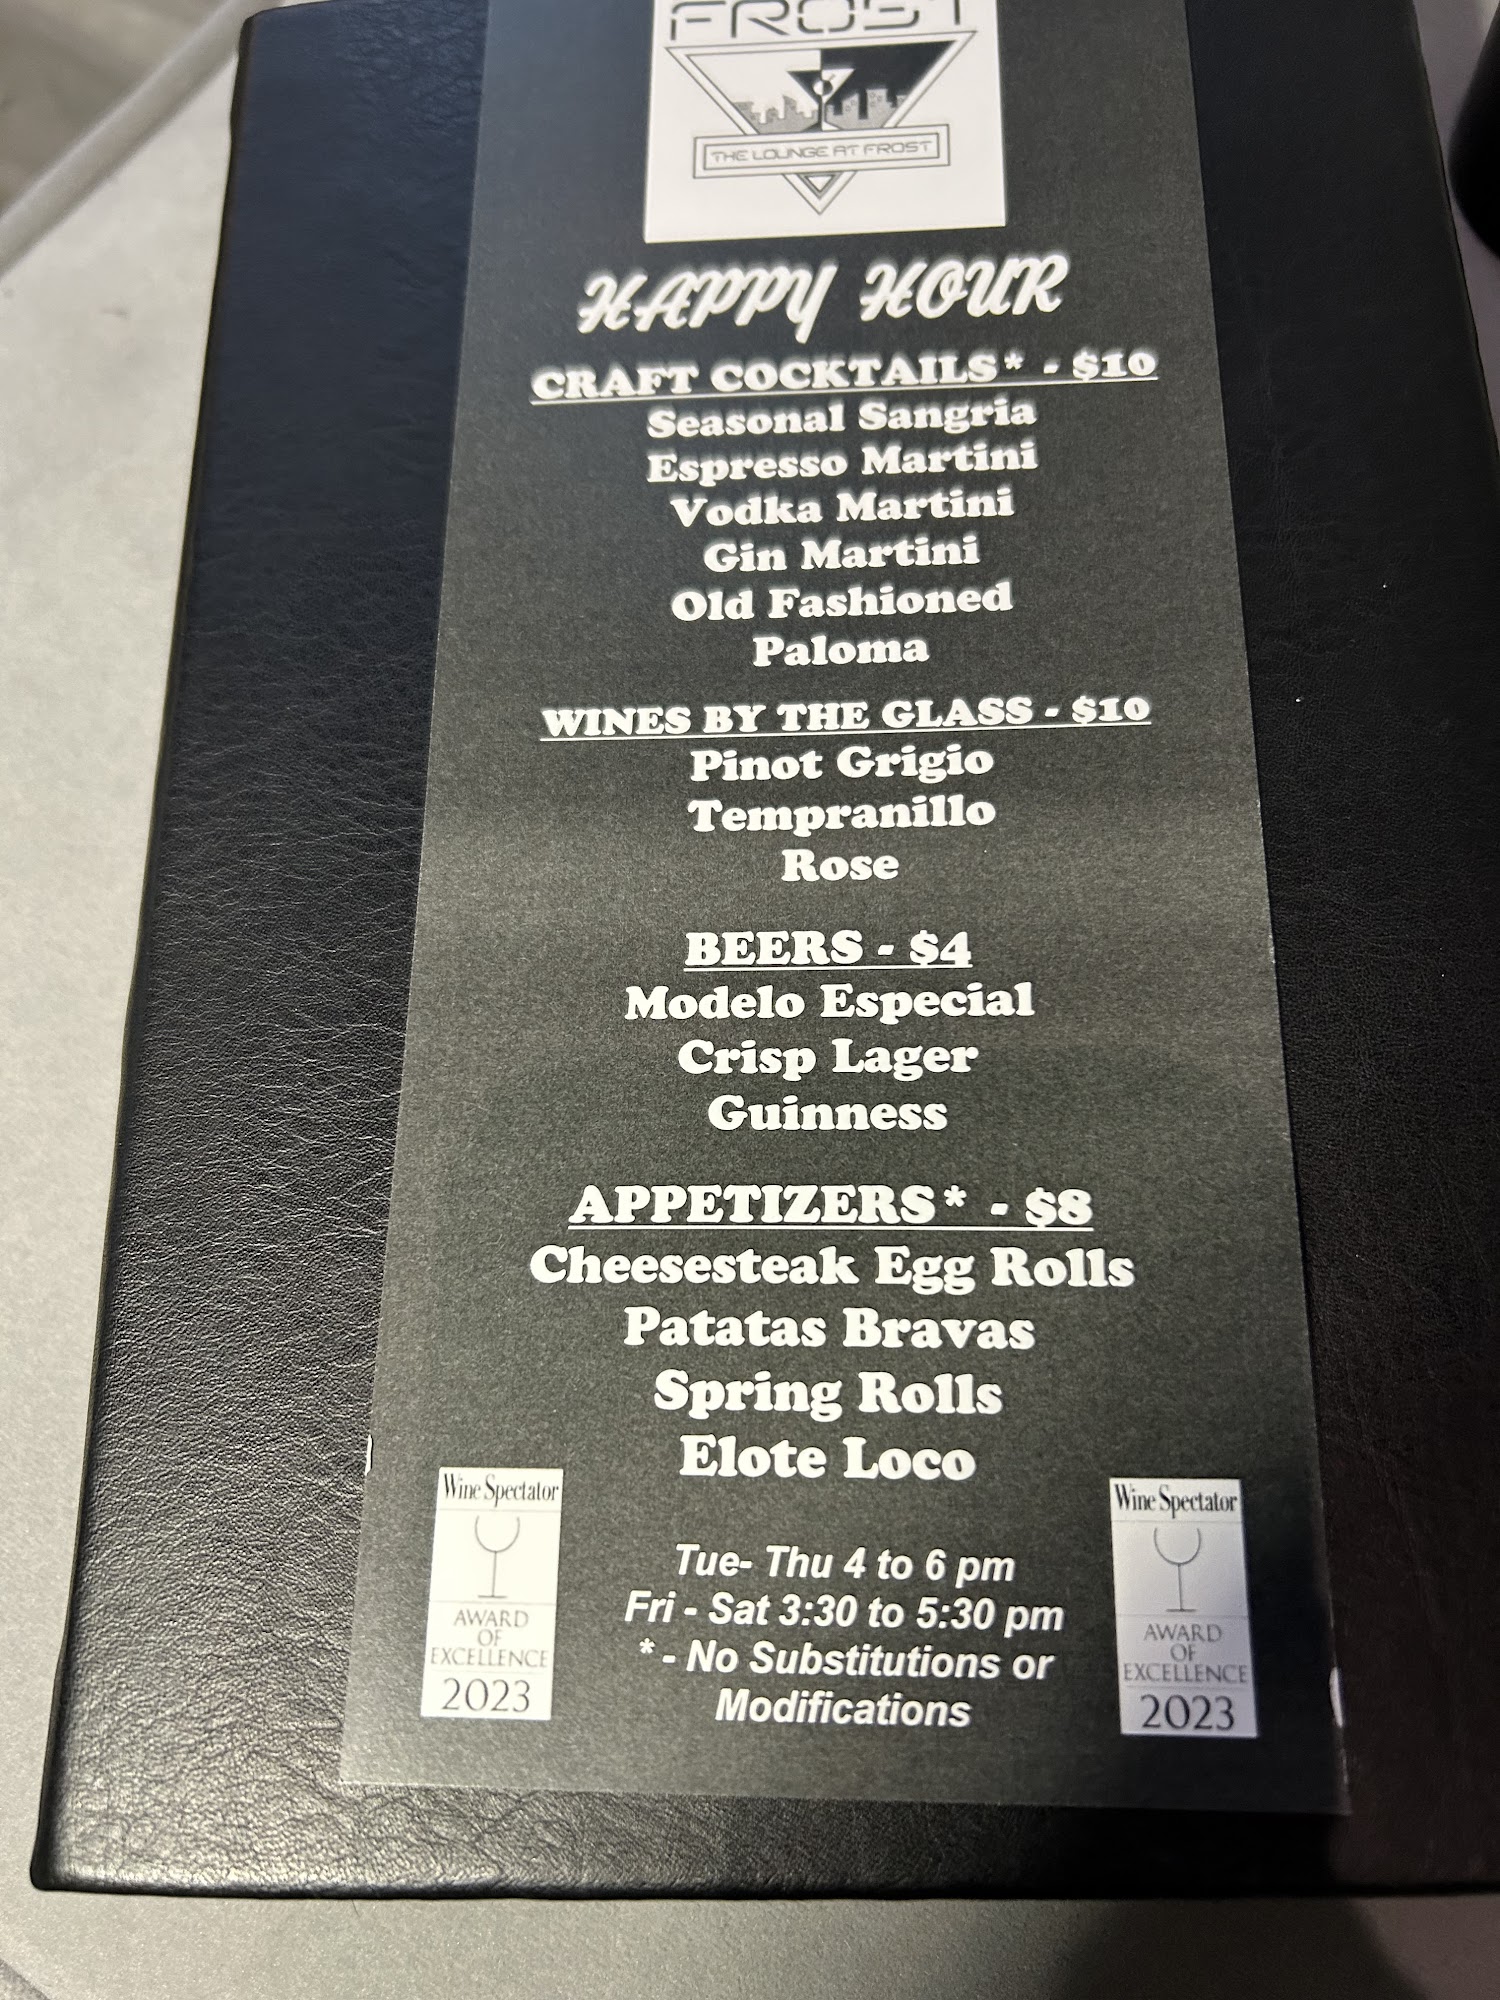 FROST
THE LOUNGE AT FROST
HAPPY HOUR
CRAFT COCKTAILS* - $10
Seasonal Sangria
Espresso Martini
Vodka Martini
Gin Martini
Old Fashioned
Paloma
WINES BY THE GLASS - $10
Pinot Grigio
Tempranillo
Rose
BEERS - $4
Modelo Especial
Crisp Lager
Guinness
APPETIZERS* - $8
Cheesesteak Egg Rolls
Patatas Bravas
Spring Rolls
Elote Loco
Tue- Thu 4 to 6 pm
Fri - Sat 3:30 to 5:30 pm
* - No Substitutions or
Modifications
Wine Spectator
AWARD
OF
EXCELLENCE
2023
Wine Spectator
AWARD
OF
EXCELLENCE
2023